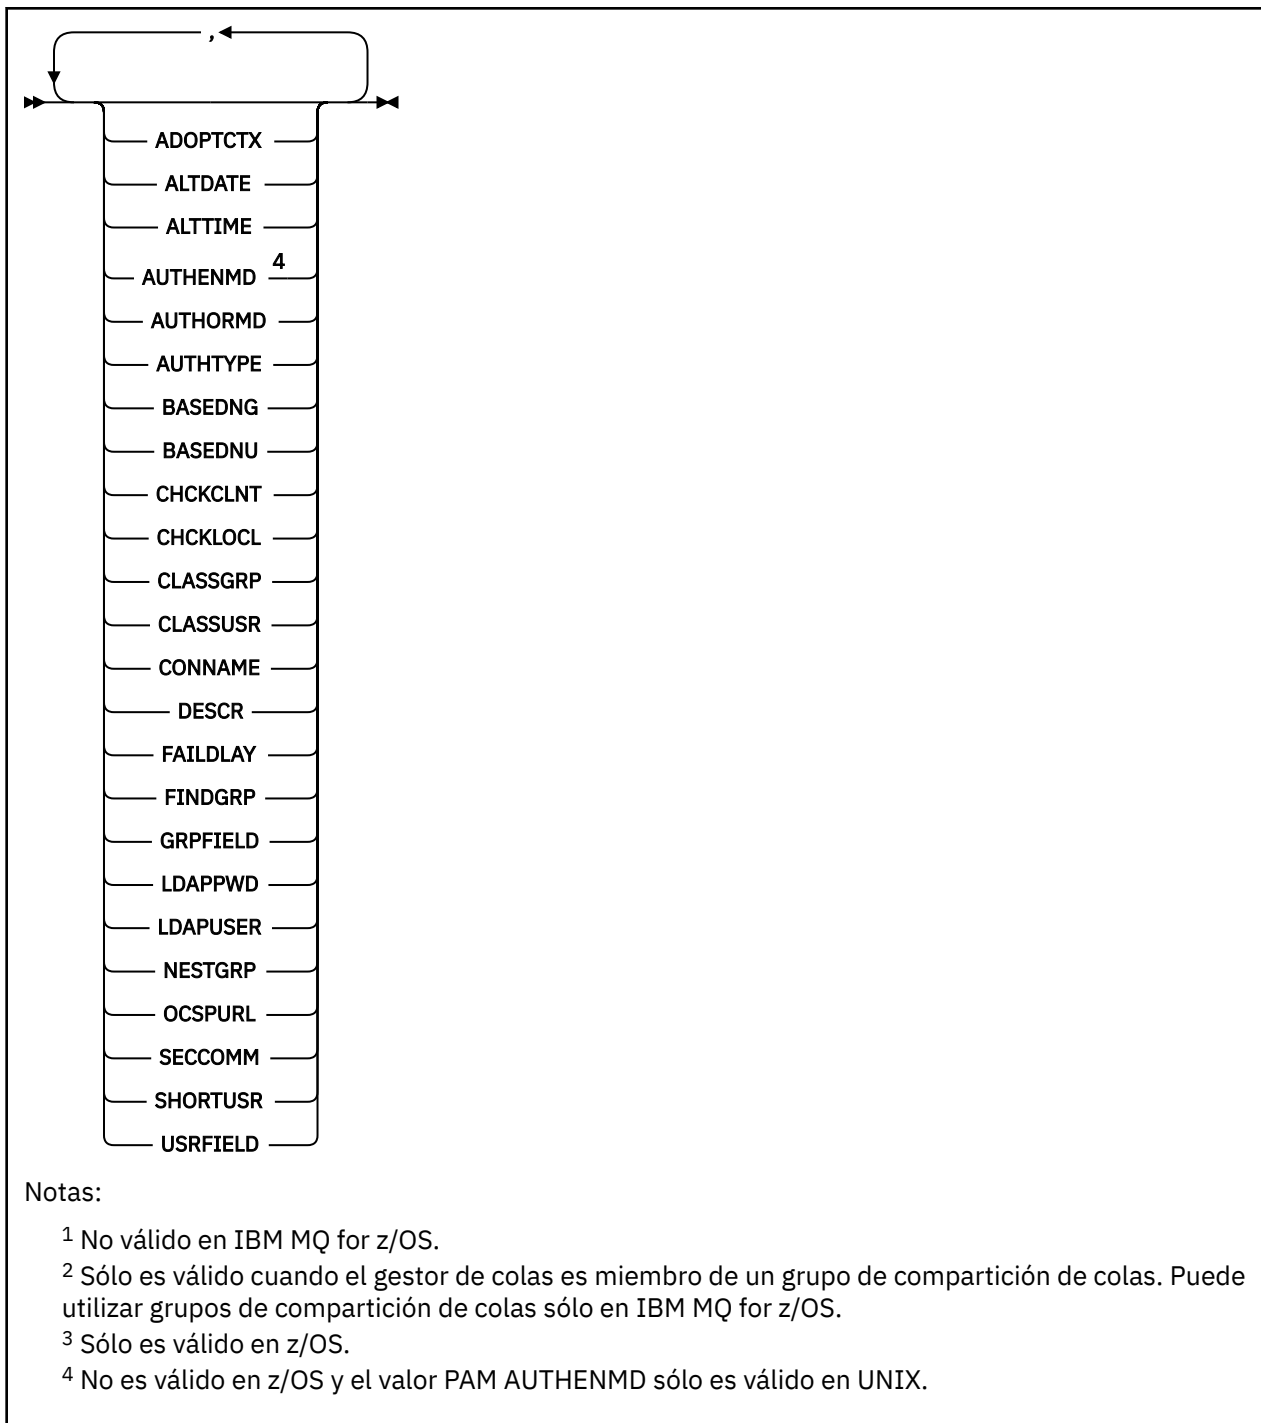 ,
ADOPTCTX
ALTDATE
ALTTIME
AUTHENMD 4
AUTHORMD
AUTHTYPE
BASEDNG
BASEDNU
CHCKCLNT
CHCKLOCL
CLASSGRP
CLASSUSR
CONNAME
DESCR
FAILDLAY
FINDGRP
GRPFIELD
LDAPPWD
LDAPUSER
NESTGRP
OCSPURL
SECCOMM
SHORTUSR
USRFIELD
Notas:
1 No válido en IBM MQ for z/OS.
2 Sólo es válido cuando el gestor de colas es miembro de un grupo de compartición de colas. Puede
utilizar grupos de compartición de colas sólo en IBM MQ for z/OS.
3 Sólo es válido en z/OS.
4 No es válido en z/OS y el valor PAM AUTHENMD sólo es válido en UNIX.